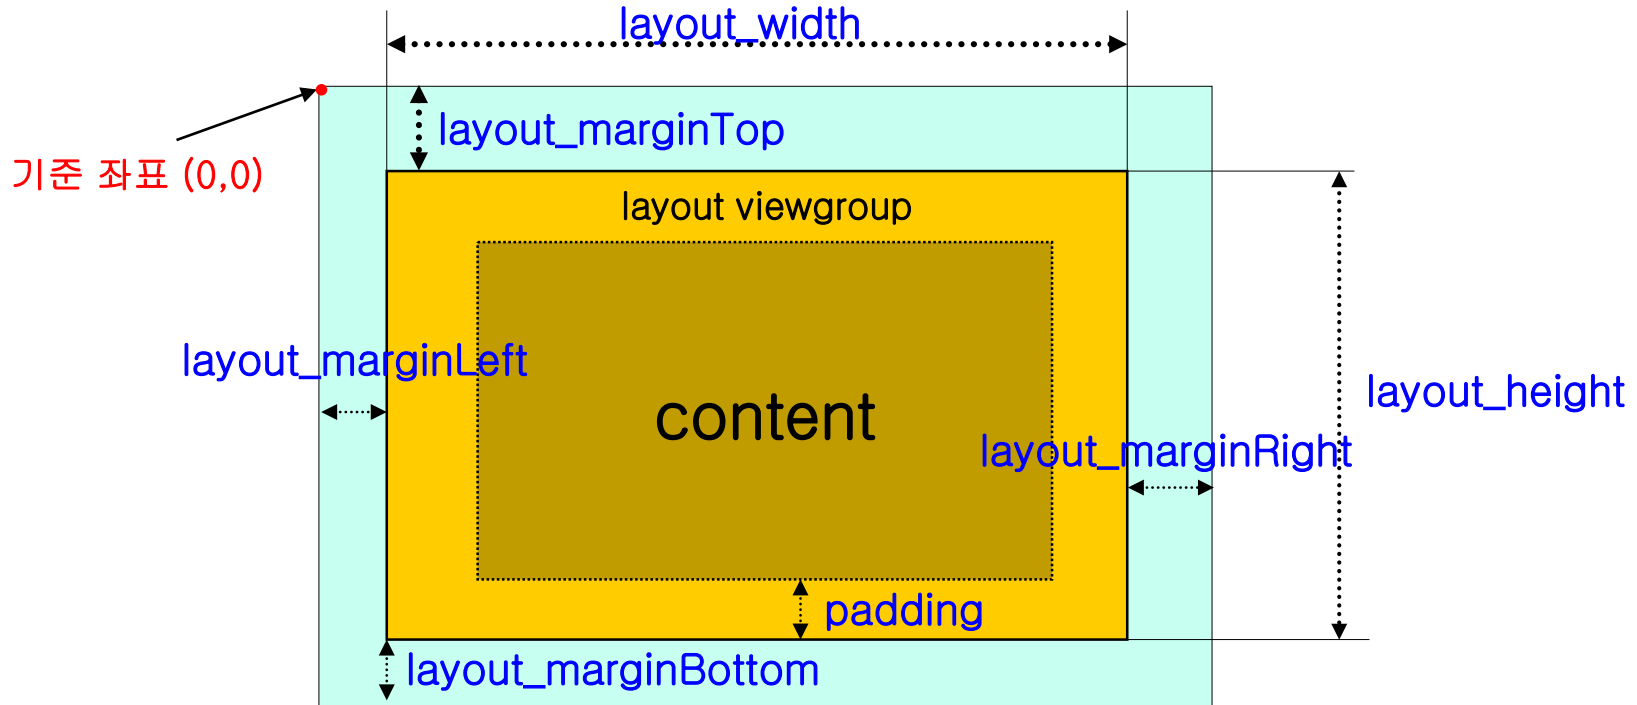 layout_width
layout_marginTop
기준 좌표 (0,0)
layout viewgroup
layout_marginLeft
content
layout_height
layout_marginRight
padding
layout_marginBottom